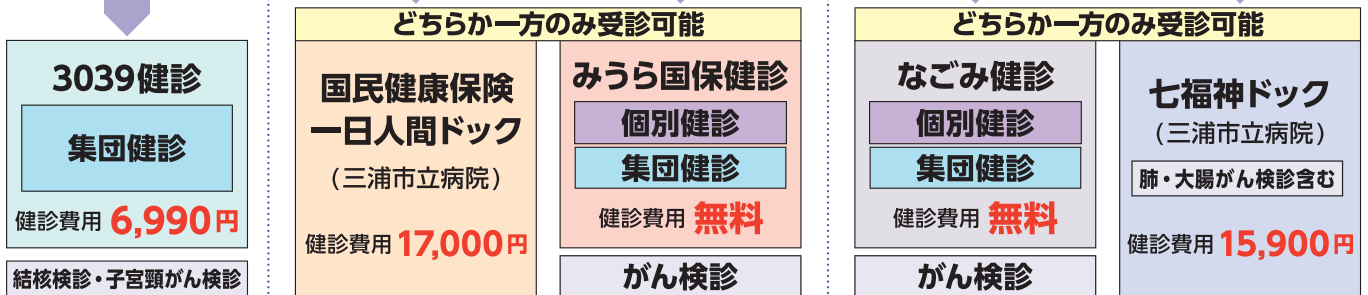 3039健診
集団健診
健診費用 6,990円
結核検診・子宮頸がん検診
どちらか一方のみ受診可能
国民健康保険
一日人間ドック
(三浦市立病院)
健診費用 17,000円
みうら国保健診
個別健診
集団健診
健診費用 無料
がん検診
どちらか一方のみ受診可能
なごみ健診
個別健診
集団健診
健診費用 無料
がん検診
七福神ドック
(三浦市立病院)
肺・大腸がん検診含む
健診費用 15,900円